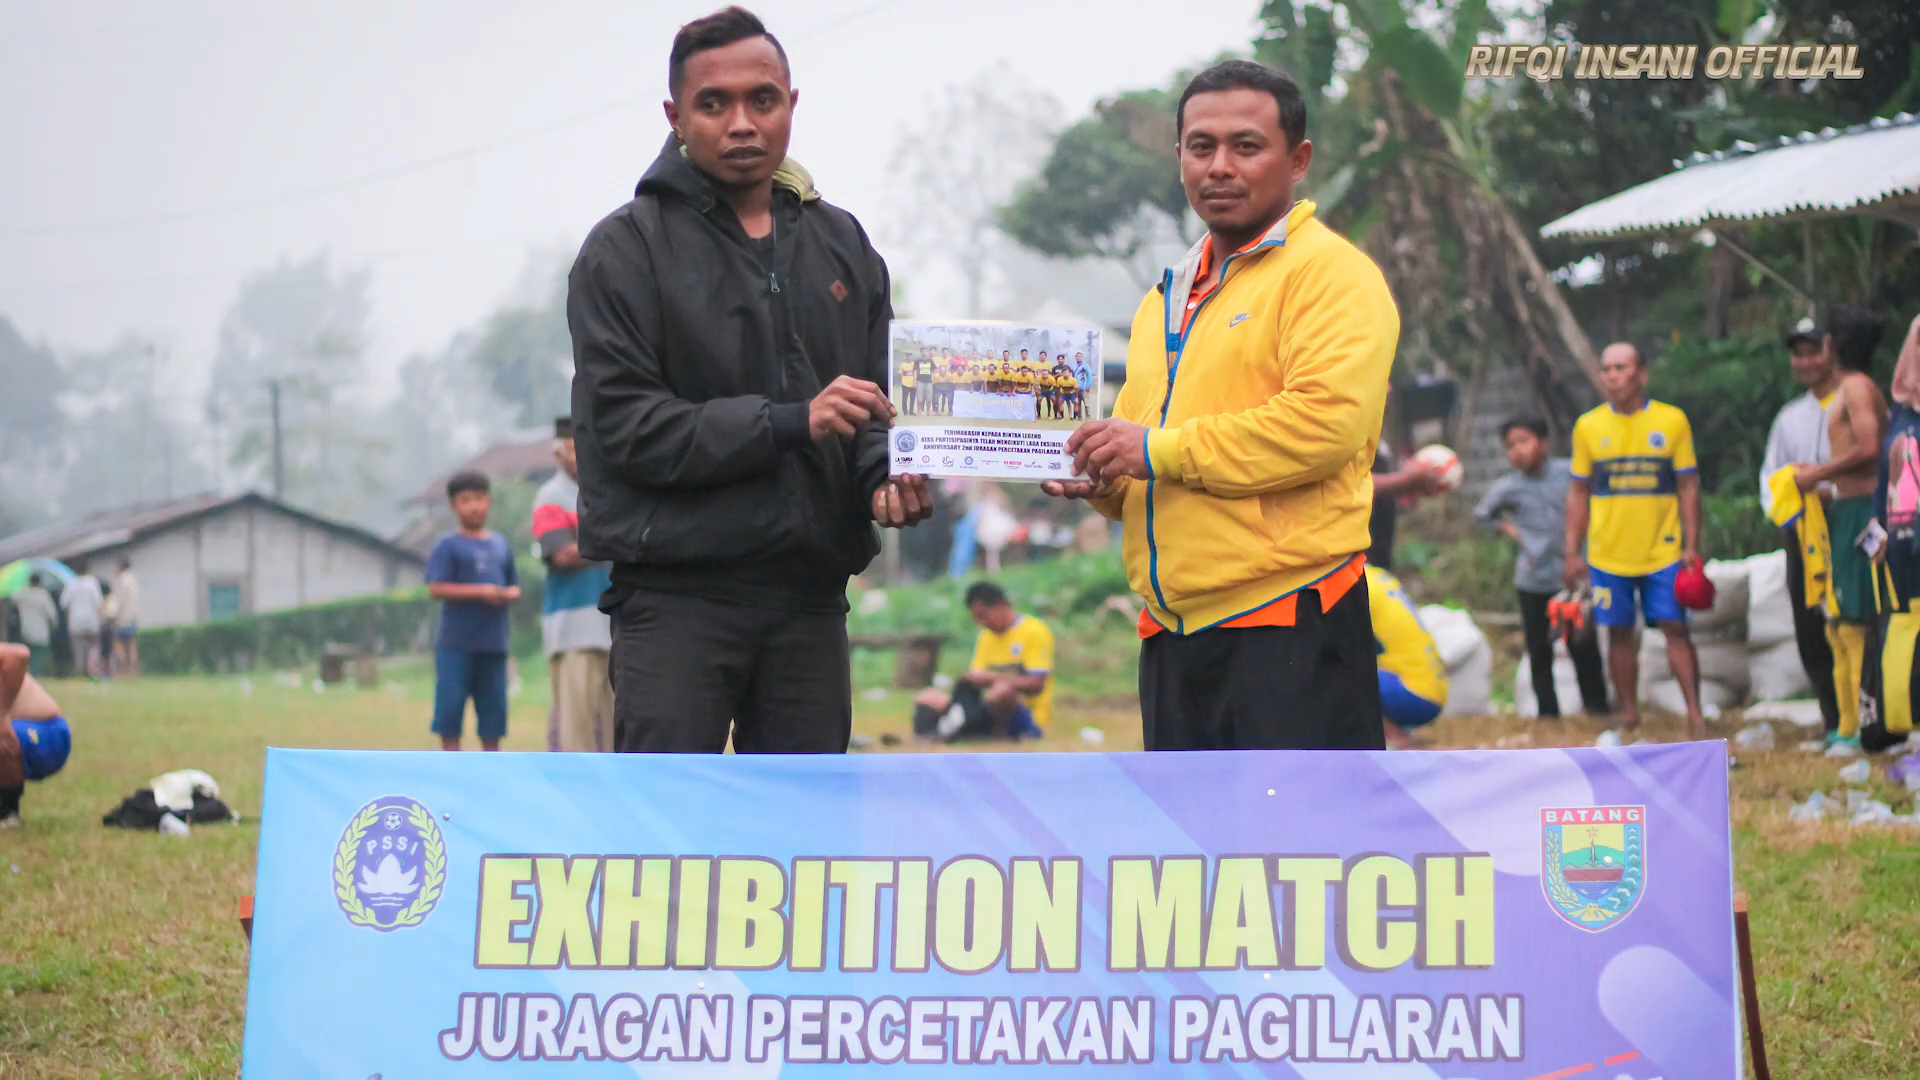 RIFQI INSANI OFFICIAL
TERIMAKASIH KEPADA BINTAN LEGEND
ATAS PARTISIPASINYA TELAH MENGIKUTI LAGA EKSIBISI
ANNIVERSARY 2nd JURAGAN PERCETAKAN PAGILARAN
PSSI
BATANG
EXHIBITION MATCH
JURAGAN PERCETAKAN PAGILARAN